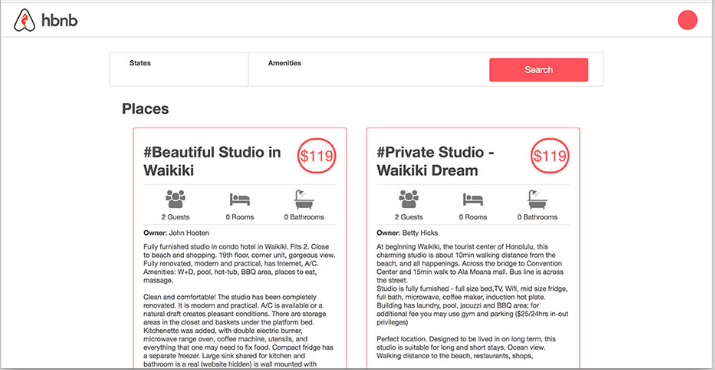 hbnb
States
Amenities
Search
Places
#Beautiful Studio in
Waikiki
$119
2 Guests
0 Rooms
0 Bathrooms
Owner: John Hooten
Fully furnished studio in condo hotel in Waikiki. Fits 2. Close
to beach and shopping. 19th floor, corner unit, gorgeous view.
Fully renovated, modern and practical, has Internet, A/C.
Amenities: W+D, pool, hot-tub, BBQ area, places to eat,
massage.
Clean and comfortable! The studio has been completely
renovated. It is modern and practical. A/C is available or a
natural draft creates pleasant conditions. There are storage
areas in the closet and baskets under the platform bed.
Kitchenette was added, with double electric burner,
microwave range oven, coffee machine, utensils, and
everything that one may need to fix food. Compact fridge has
a separate freezer. Large sink shared for kitchen and
bathroom is a real (website hidden) is wall mounted with
#Private Studio -
Waikiki Dream
$119
2 Guests
0 Rooms
0 Bathrooms
Owner: Betty Hicks
At beginning Waikiki, the tourist center of Honolulu, this
charming studio is about 10min walking distance from the
beach, and all happenings. Across the bridge to Convention
Center and 15min walk to Ala Moana mall. Bus line is across
the street.
Studio is fully furnished - full size bed,TV, Wifi, mid size fridge,
full bath, microwave, coffee maker, induction hot plate.
Building has laundry, pool, jacuzzi and BBQ area; for
additional fee you may use gym and parking ($25/24hrs in-out
privileges)
Perfect location. Designed to be lived in on long term, this
studio is suitable for long and short stays. Ocean view.
Walking distance to the beach, restaurants, shops,